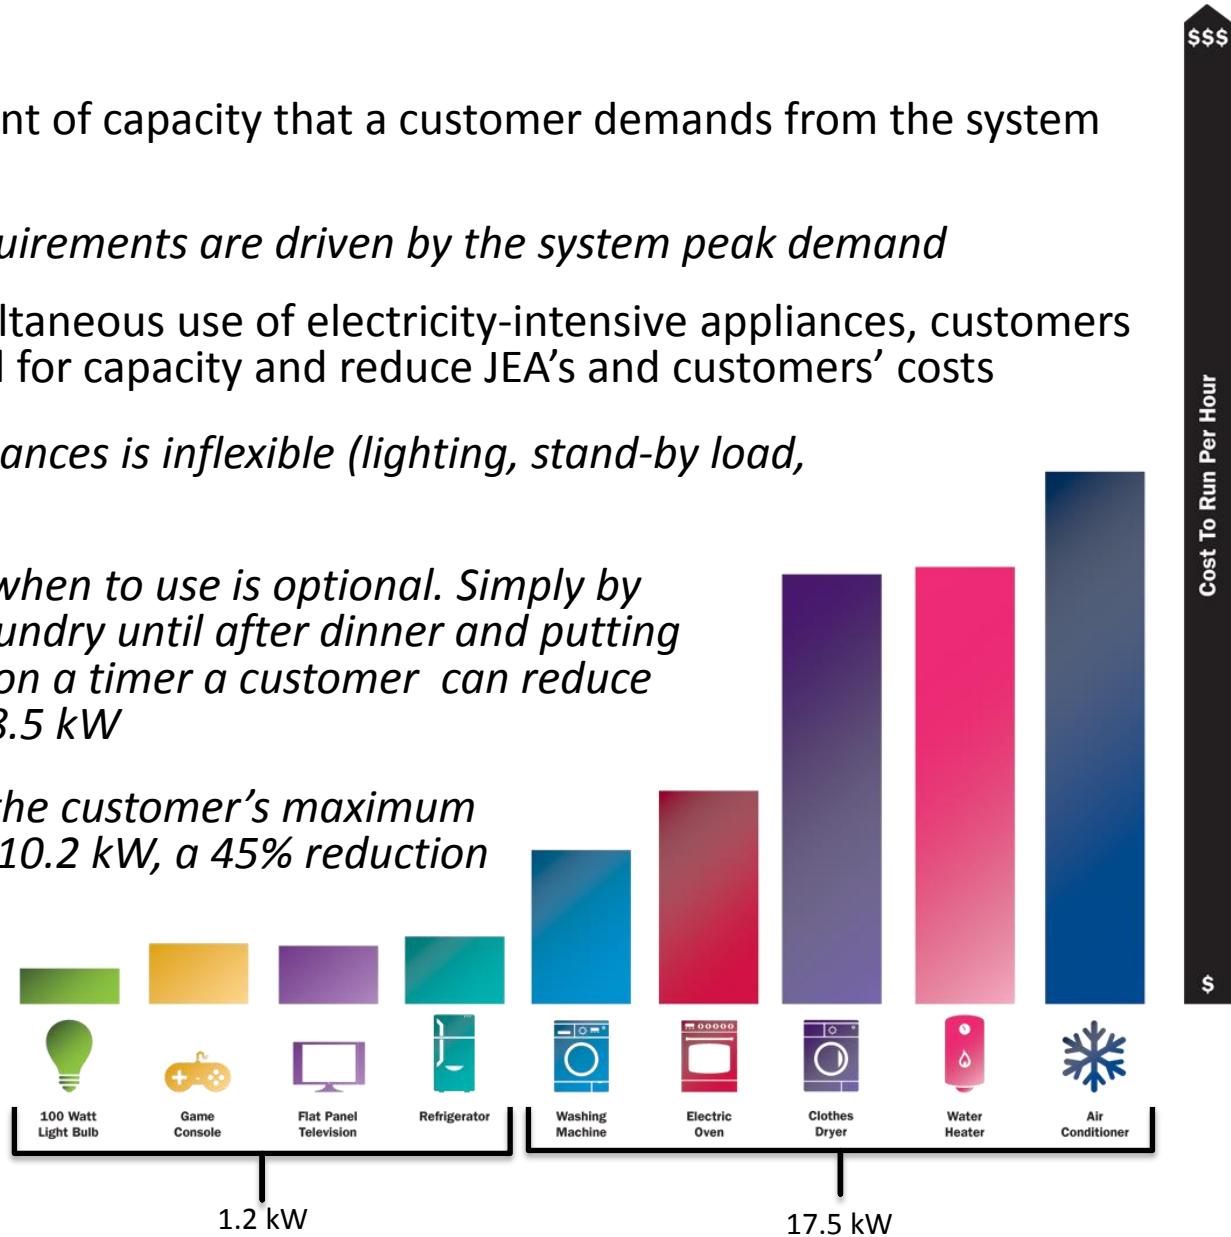 $$$
nt of capacity that a customer demands from the system
uirements are driven by the system peak demand
ltaneous use of electricity-intensive appliances, customers
l for capacity and reduce JEA's and customers' costs
ances is inflexible (lighting, stand-by load,
when to use is optional. Simply by
undry until after dinner and putting
on a timer a customer can reduce
3.5 kW
the customer's maximum
10.2 kW, a 45% reduction
Cost To Run Per Hour
$
100 Watt
Light Bulb
Game
Console
Flat Panel
Television
Refrigerator
Washing
Machine
Electric
Oven
Clothes
Dryer
Water
Heater
Air
Conditioner
1.2 kW
17.5 kW